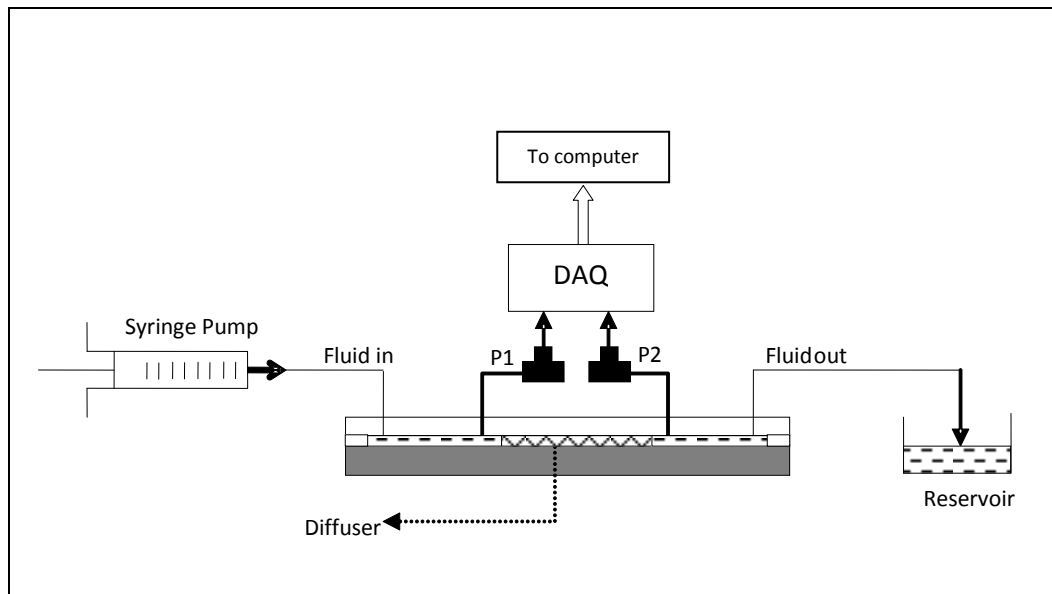 To computer
DAQ
Syringe Pump
Fluid in
P1
P2
Fluidout
Reservoir
Diffuser